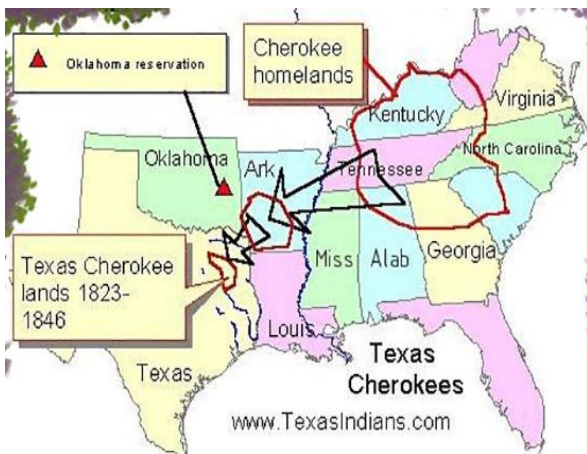 Oklahoma reservation
Cherokee
homelands
Kentucky
Virginia
Oklahoma
Ark
Tennessee
North Carolina
Texas Cherokee
lands 1823-
1846
Miss
Alab
Georgia
Louis
Texas
Texas
Cherokees
www.TexasIndians.com